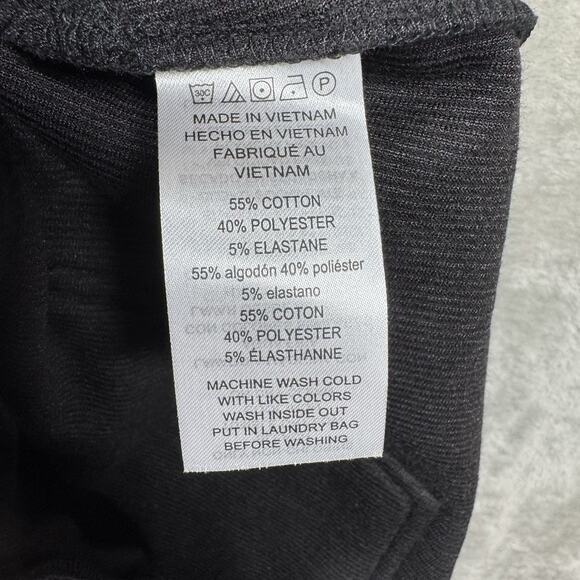 30C P
MADE IN VIETNAM
HECHO EN VIETNAM
FABRIQUÉ AU
VIETNAM
55% COTTON
40% POLYESTER
5% ELASTANE
55% algodón 40% poliéster
5% elastano
55% COTON
40% POLYESTER
5% ÉLASTHANNE
MACHINE WASH COLD
WITH LIKE COLORS
WASH INSIDE OUT
PUT IN LAUNDRY BAG
BEFORE WASHING